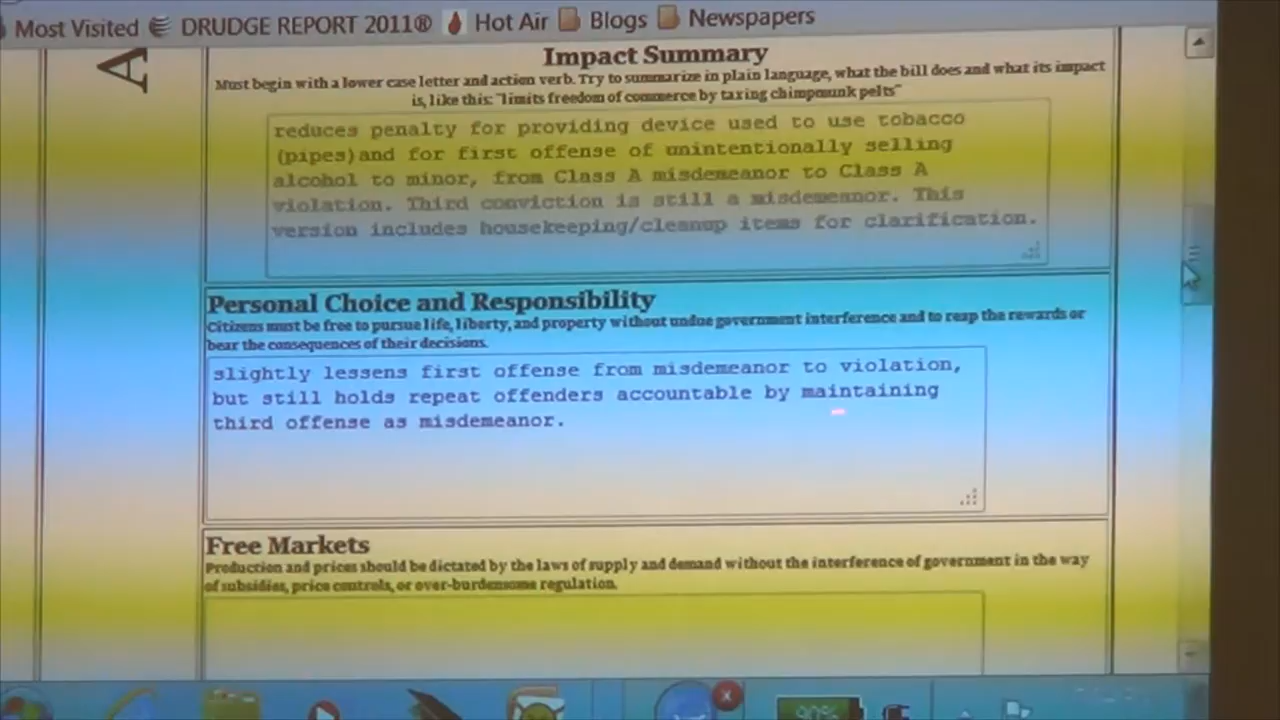 Most Visited DRUDGE REPORT 2011® Hot Air Blogs Newspapers
A
Impact Summary
Must begin with a lower case letter and action verb. Try to summarize in plain language, what the bill does and what its impact
is, like this: "limits freedom of commerce by taxing chimpmunk pelts"
reduces penalty for providing device used to use tobacco
(pipes)and for first offense of unintentionally selling
alcohol to minor, from Class A misdemeanor to Class A
violation. Third conviction is still a misdemeanor. This
version includes housekeeping/cleanup items for clarification.
Personal Choice and Responsibility
Citizens must be free to pursue life, liberty, and property without undue government interference and to reap the rewards or
bear the consequences of their decisions.
slightly lessens first offense from misdemeanor to violation,
but still holds repeat offenders accountable by maintaining
third offense as misdemeanor.
Free Markets
Production and prices should be dictated by the laws of supply and demand without the interference of government in the way
of subsidies, price controls, or over-burdensome regulation.
90%